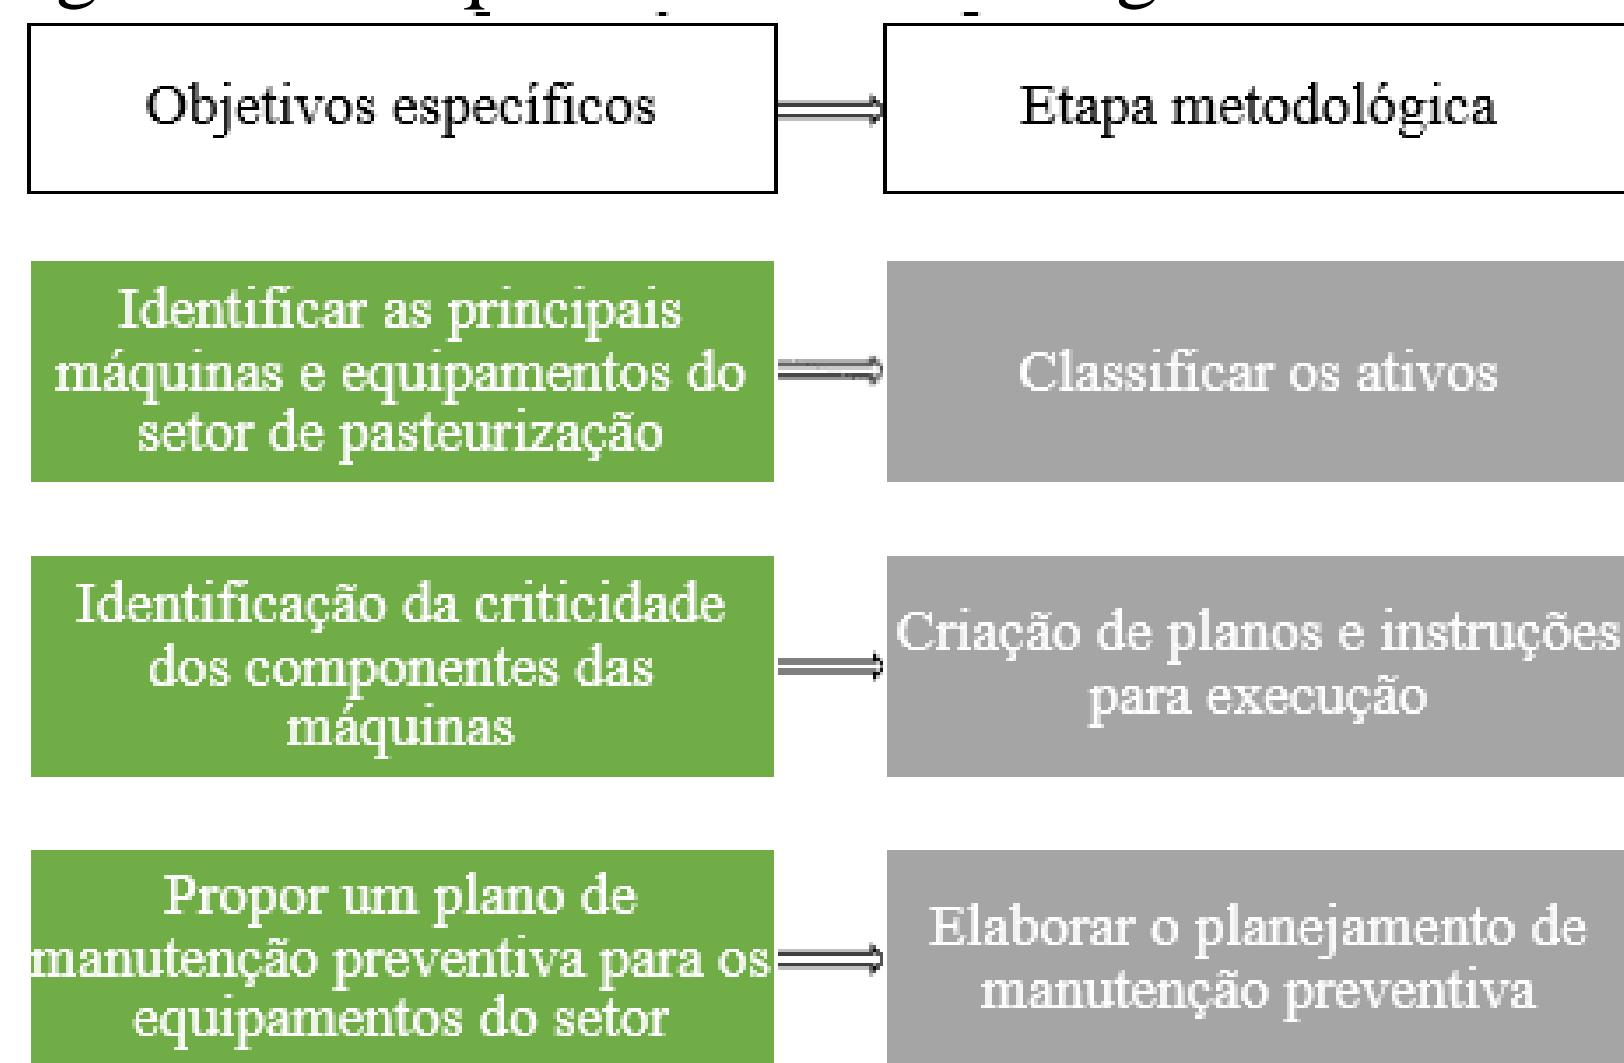 Objetivos específicos
Etapa metodológica
Identificar as principais
máquinas e equipamentos do
setor de pasteurização
Classificar os ativos
Identificação da criticidade
dos componentes das
máquinas
Criação de planos e instruções
para execução
Propor um plano de
manutenção preventiva para os
equipamentos do setor
Elaborar o planejamento de
manutenção preventiva